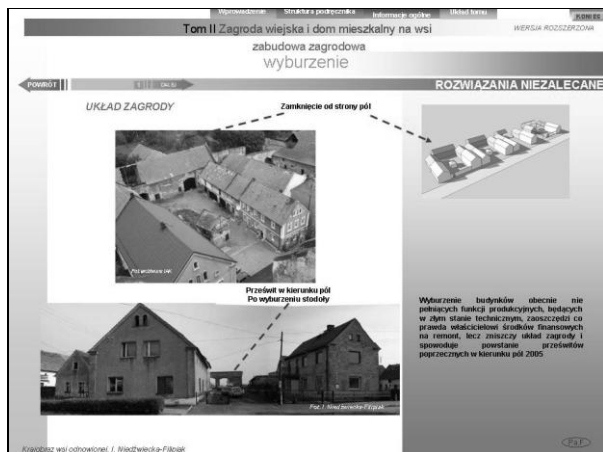 Wprowadzenie Struktura podręcznika Informacje ogólne Układ tomu
KONIEC
Tom II Zagroda wiejska i dom mieszkalny na wsi
WERSJA ROZSZERZONA
zabudowa zagrodowa
wyburzenie
POWRÓT
DALEJ
ROZWIĄZANIA NIEZALECANE
UKŁAD ZAGRODY
Zamknięcie od strony pól
Prześwit w kierunku pól
Po wyburzeniu stodoły
Wyburzenie budynków obecnie nie
pełniących funkcji produkcyjnych, będących
w złym stanie technicznym, zaoszczędzi co
prawda właścicielowi środków finansowych
na remont, lecz zniszczy układ zagrody i
spowoduje powstanie prześwitów
poprzecznych w kierunku pól 2005
Fot. I. Niedźwiecka-Filipiak
Krajobraz wsi odnowionej, I. Niedźwiecka-Filipiak